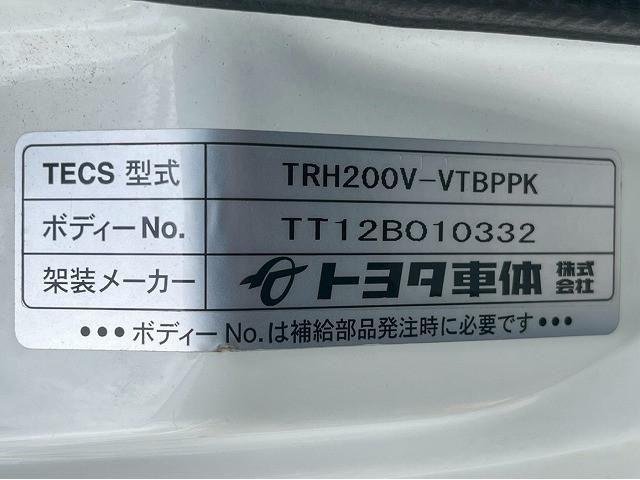 TECS 型式 TRH200V-VTBPPK
ボディーNo. TT12BO10332
架装メーカー トヨタ車体 株式会社
●●●ボディーNo.は補給部品発注時に必要です●●●